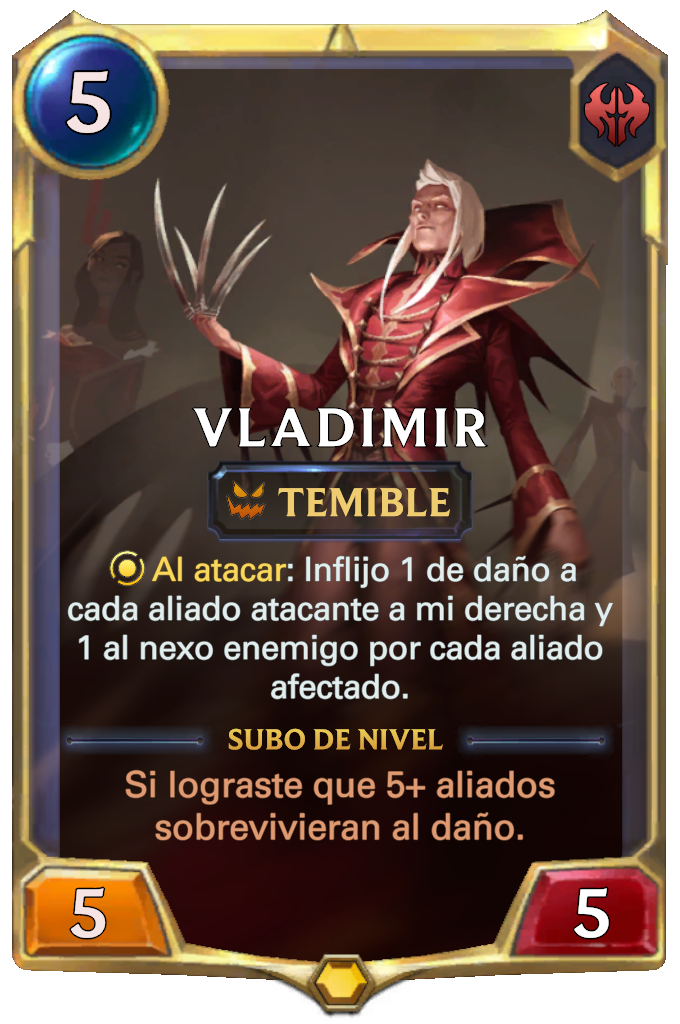 5
VLADIMIR
TEMIBLE
Al atacar: Inflijo 1 de daño a
cada aliado atacante a mi derecha y
1 al nexo enemigo por cada aliado
afectado.
SUBO DE NIVEL
Si lograste que 5+ aliados
sobrevivieran al daño.
5
5